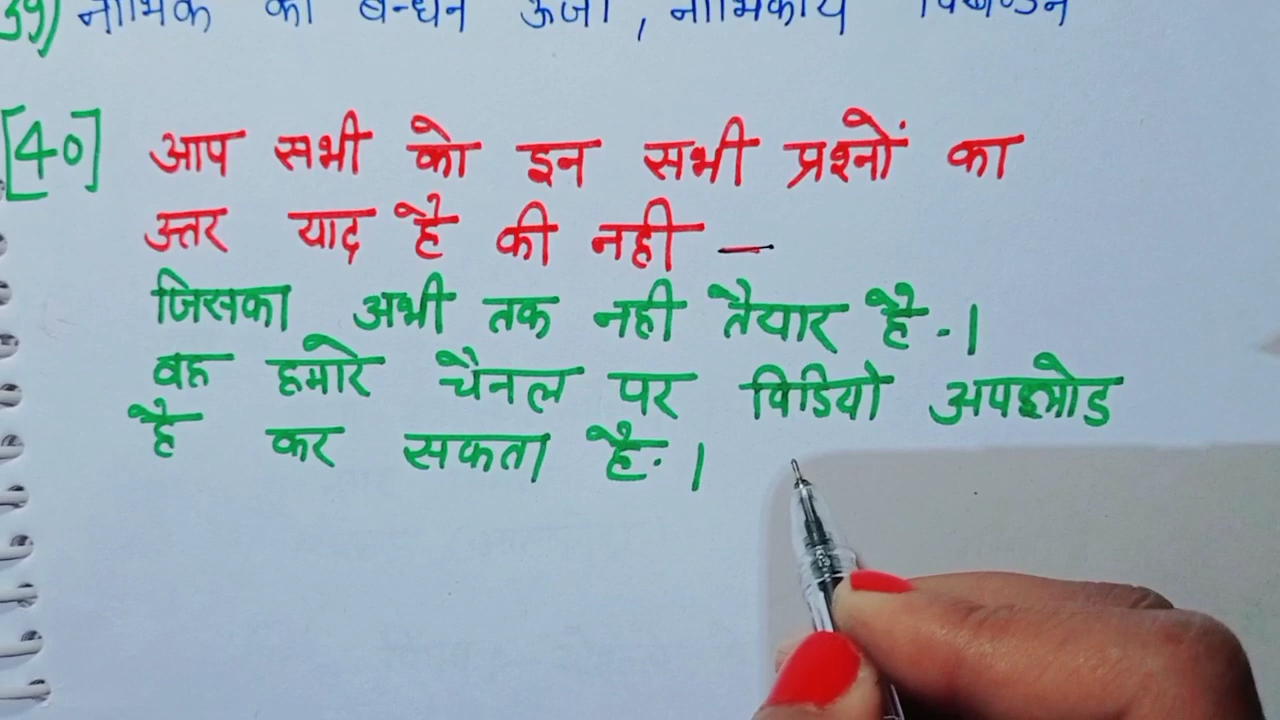 39) नाभिक की बन्धन ऊर्जा, नाभिकीय विखण्डन
[40] आप सभी को इन सभी प्रश्नों का
उत्तर याद है की नही —
जिसका अभी तक नही तैयार है.।
वह हमारे चैनल पर विडियो अपलोड
है कर सकता है.।